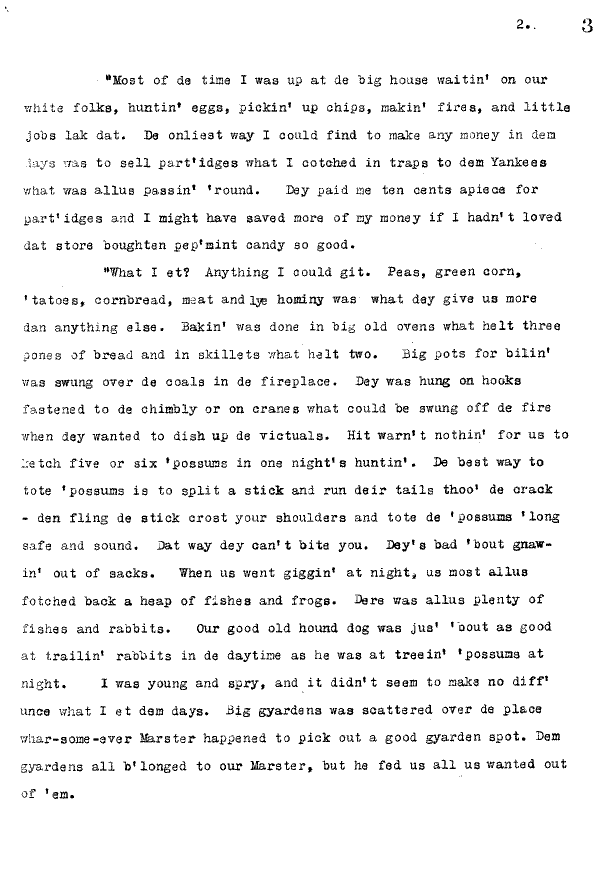 2.. 3
"Most of de time I was up at de big house waitin' on our
white folks, huntin' eggs, pickin' up chips, makin' fires, and little
jobs lak dat. De onliest way I could find to make any money in dem
days was to sell part'idges what I cotched in traps to dem Yankees
what was allus passin' 'round. Dey paid me ten cents apiece for
part'idges and I might have saved more of my money if I hadn't loved
dat store boughten pep'mint candy so good.
"What I et? Anything I could git. Peas, green corn,
'tatoes, cornbread, meat and lye hominy was what dey give us more
dan anything else. Bakin' was done in big old ovens what helt three
pones of bread and in skillets what helt two. Big pots for bilin'
was swung over de coals in de fireplace. Dey was hung on hooks
fastened to de chimbly or on cranes what could be swung off de fire
when dey wanted to dish up de victuals. Hit warn't nothin' for us to
ketch five or six 'possums in one night's huntin'. De best way to
tote 'possums is to split a stick and run deir tails thoo' de crack
- den fling de stick crost your shoulders and tote de 'possums 'long
safe and sound. Dat way dey can't bite you. Dey's bad 'bout gnaw-
in' out of sacks. When us went giggin' at night, us most allus
fotched back a heap of fishes and frogs. Dere was allus plenty of
fishes and rabbits. Our good old hound dog was jus' 'bout as good
at trailin' rabbits in de daytime as he was at treein' 'possums at
night. I was young and spry, and it didn't seem to make no diff'
unce what I et dem days. Big gyardens was scattered over de place
whar-some-ever Marster happened to pick out a good gyarden spot. Dem
gyardens all b'longed to our Marster, but he fed us all us wanted out
of 'em.